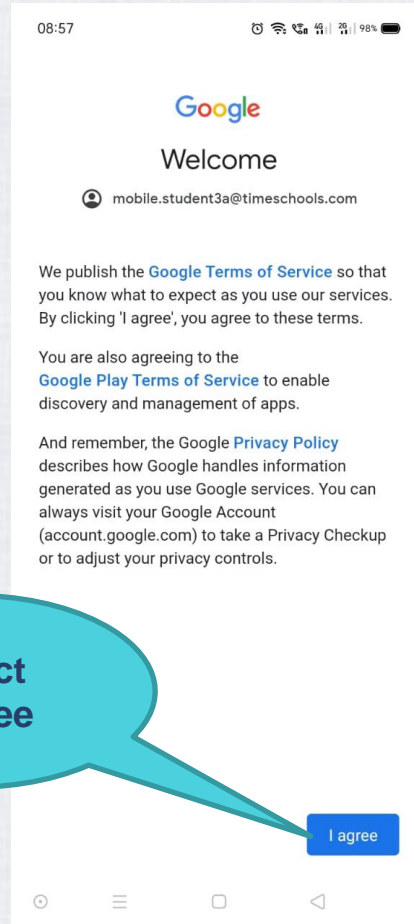 08:57
4G 2G 98%
Google
Welcome
mobile.student3a@timeschools.com
We publish the Google Terms of Service so that
you know what to expect as you use our services.
By clicking 'I agree', you agree to these terms.
You are also agreeing to the
Google Play Terms of Service to enable
discovery and management of apps.
And remember, the Google Privacy Policy
describes how Google handles information
generated as you use Google services. You can
always visit your Google Account
(account.google.com) to take a Privacy Checkup
or to adjust your privacy controls.
ct
ee
I agree